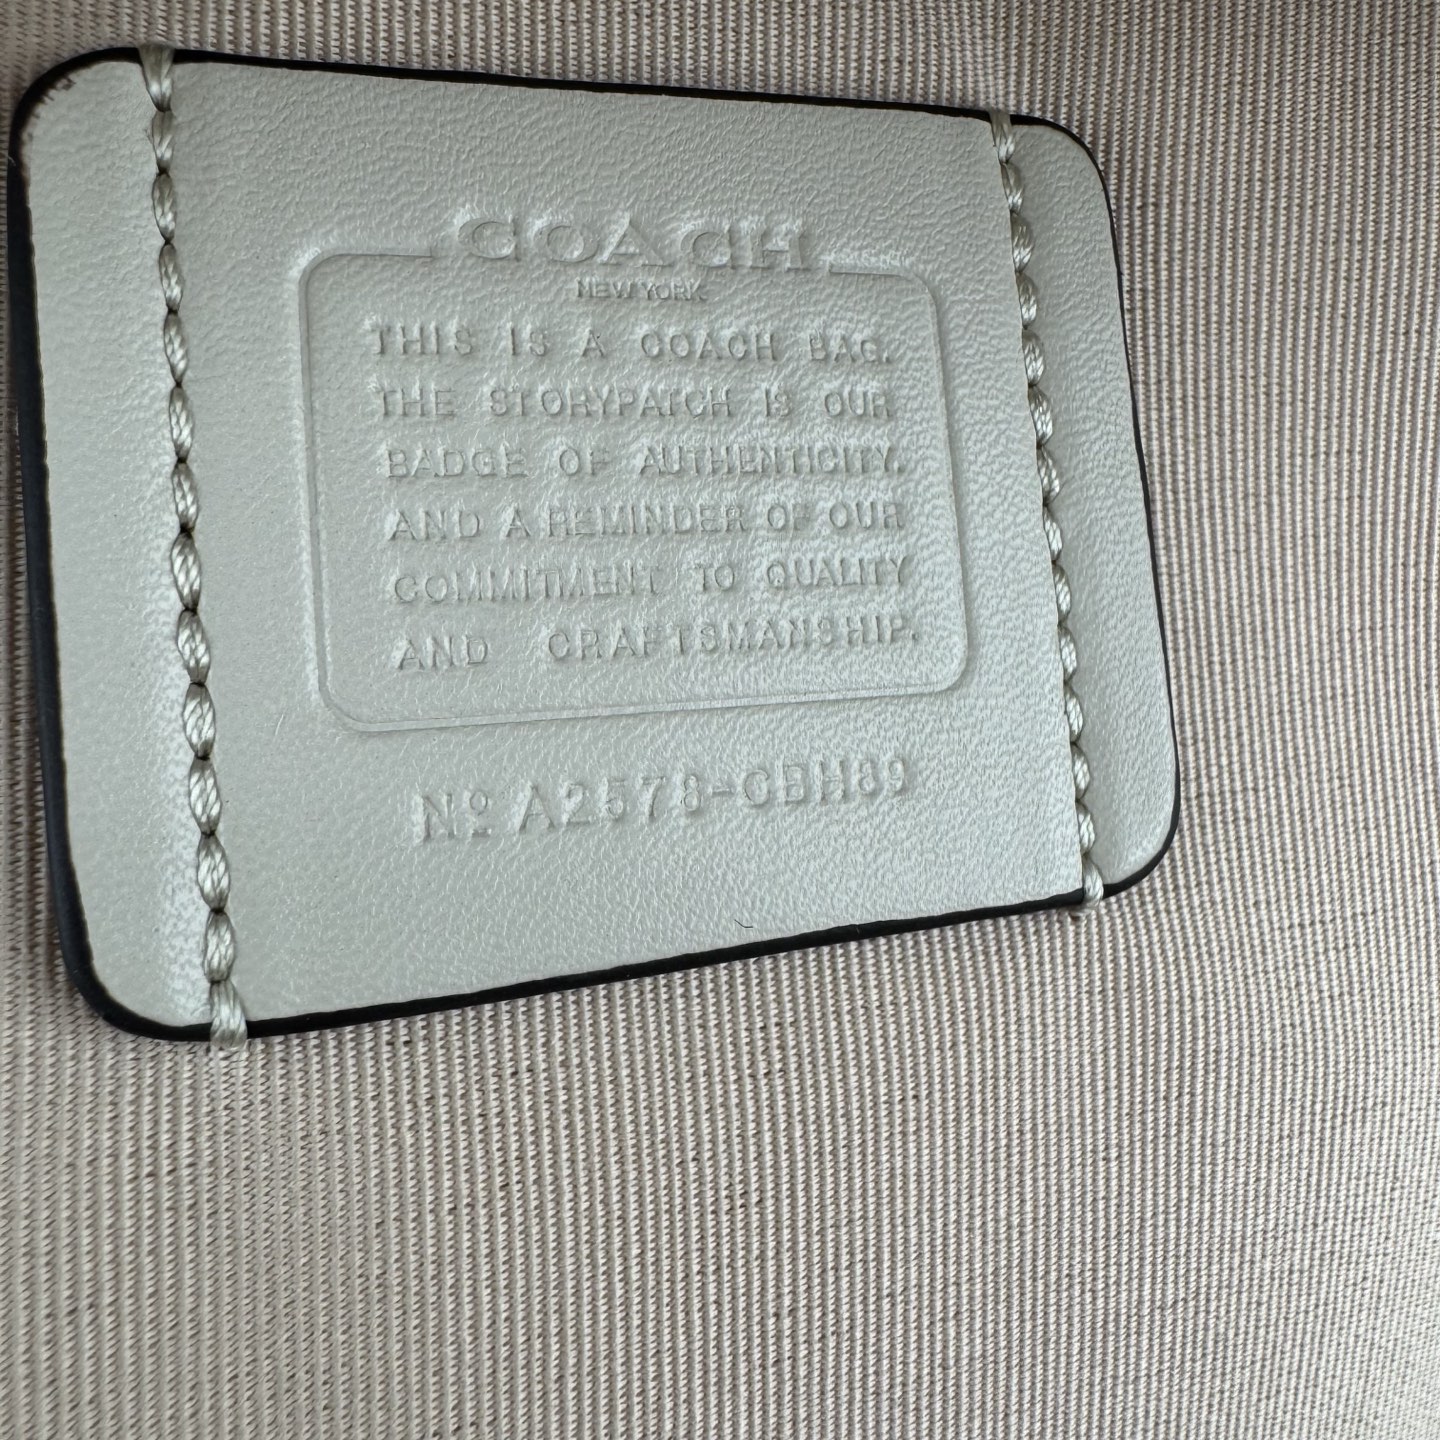 COACH
NEW YORK
THIS IS A COACH BAG.
THE STORYPATCH IS OUR
BADGE OF AUTHENTICITY.
AND A REMINDER OF OUR
COMMITMENT TO QUALITY
AND CRAFTSMANSHIP.
Nº A2578-CBH89